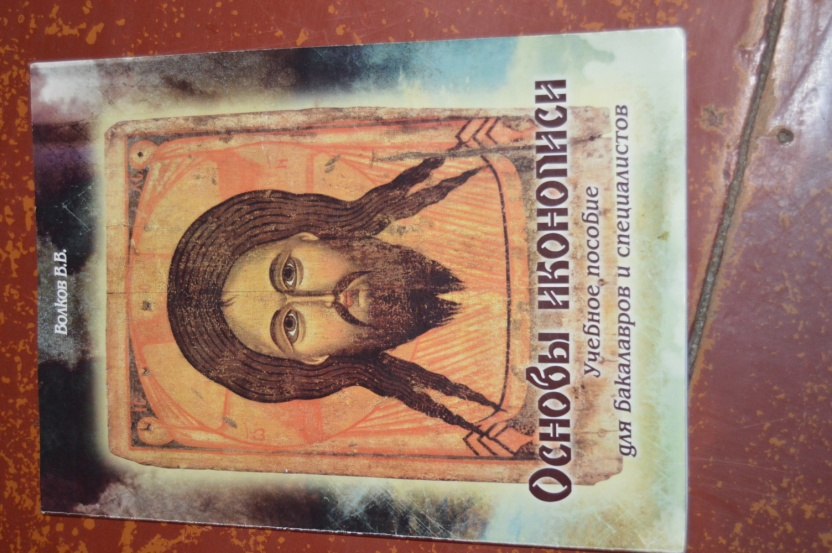 Волков В.В.
Основы иконописи
Учебное пособие
для бакалавров и специалистов